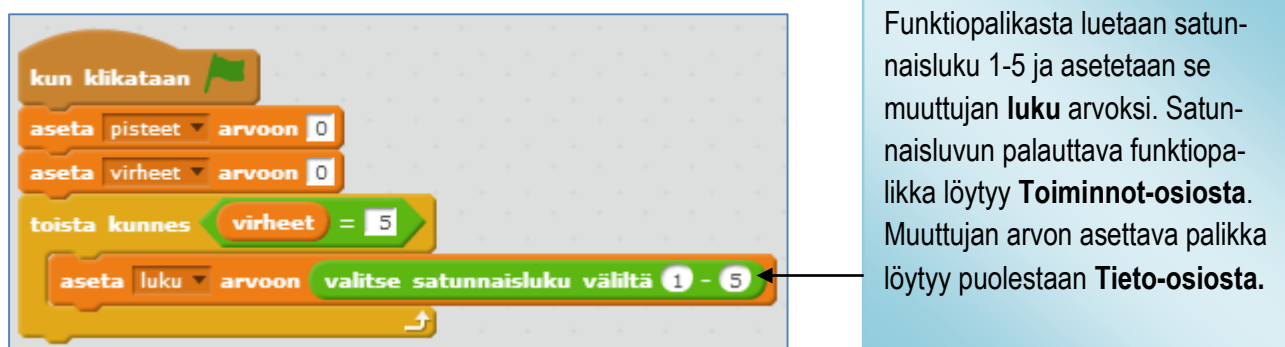 kun klikataan
aseta pisteet arvoon 0
aseta virheet arvoon 0
toista kunnes virheet = 5
aseta luku arvoon valitse satunnaisluku väliltä 1 - 5
Funktiopalikasta luetaan satun-
naisluku 1-5 ja asetetaan se
muuttujan luku arvoksi. Satun-
naisluvun palauttava funktiopa-
likka löytyy Toiminnot-osiosta.
Muuttujan arvon asettava palikka
löytyy puolestaan Tieto-osiosta.